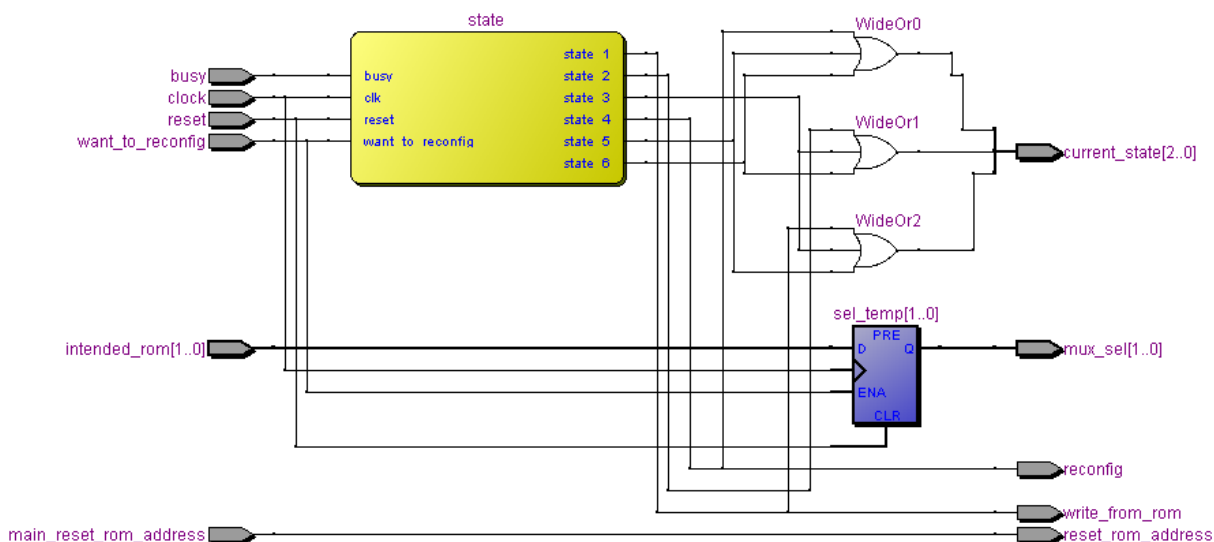 state
WideOr0
busy
clock
reset
want_to_reconfig
busy
clk
reset
want to reconfig
state 1
state 2
state 3
state 4
state 5
state 6
WideOr1
current_state[2..0]
WideOr2
sel_temp[1..0]
intended_rom[1..0]
PRE
D
Q
ENA
CLR
mux_sel[1..0]
reconfig
write_from_rom
main_reset_rom_address
reset_rom_address